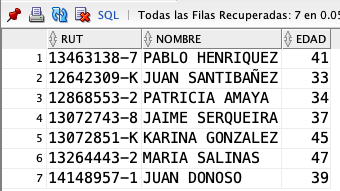 SQL | Todas las Filas Recuperadas: 7 en 0.05
RUT NOMBRE EDAD
1 13463138-7 PABLO HENRIQUEZ 41
2 12642309-K JUAN SANTIBAÑEZ 33
3 12868553-2 PATRICIA AMAYA 34
4 13072743-8 JAIME SERQUEIRA 37
5 13072851-K KARINA GONZALEZ 45
6 13264443-2 MARIA SALINAS 47
7 14148957-1 JUAN DONOSO 39